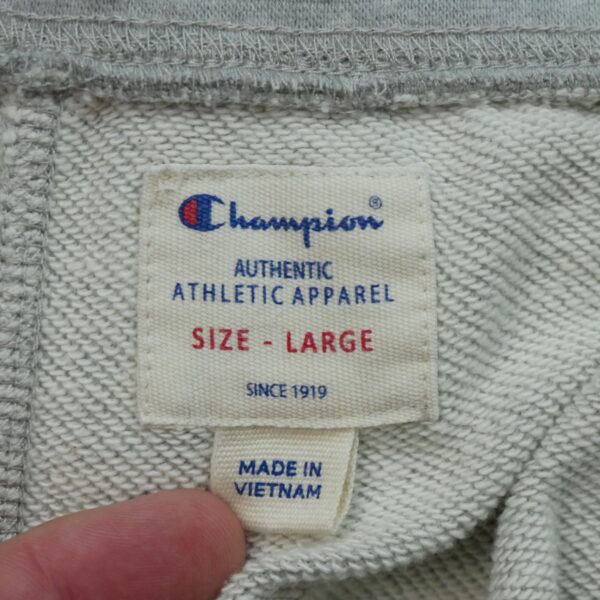 Champion®
AUTHENTIC
ATHLETIC APPAREL
SIZE - LARGE
SINCE 1919
MADE IN
VIETNAM